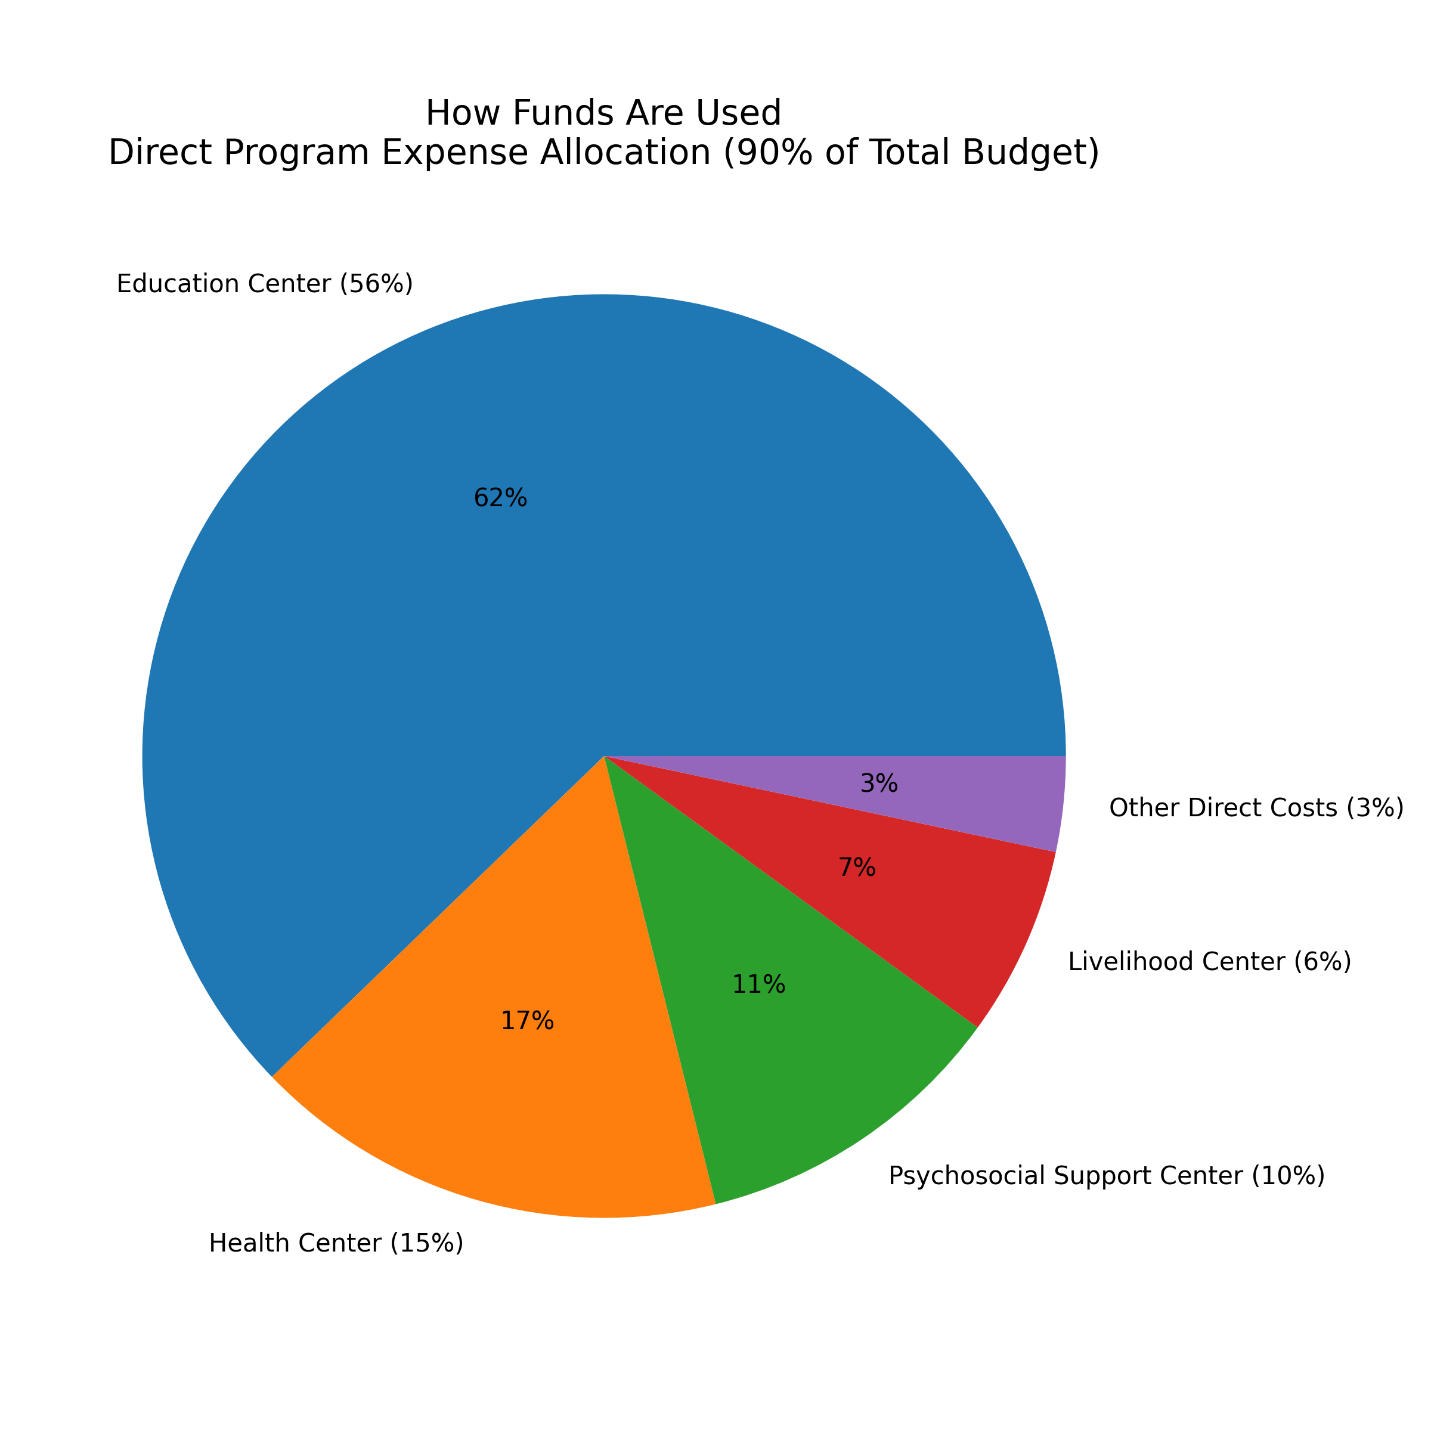 How Funds Are Used
Direct Program Expense Allocation (90% of Total Budget)
Education Center (56%)
62%
3%
Other Direct Costs (3%)
7%
Livelihood Center (6%)
11%
17%
Psychosocial Support Center (10%)
Health Center (15%)